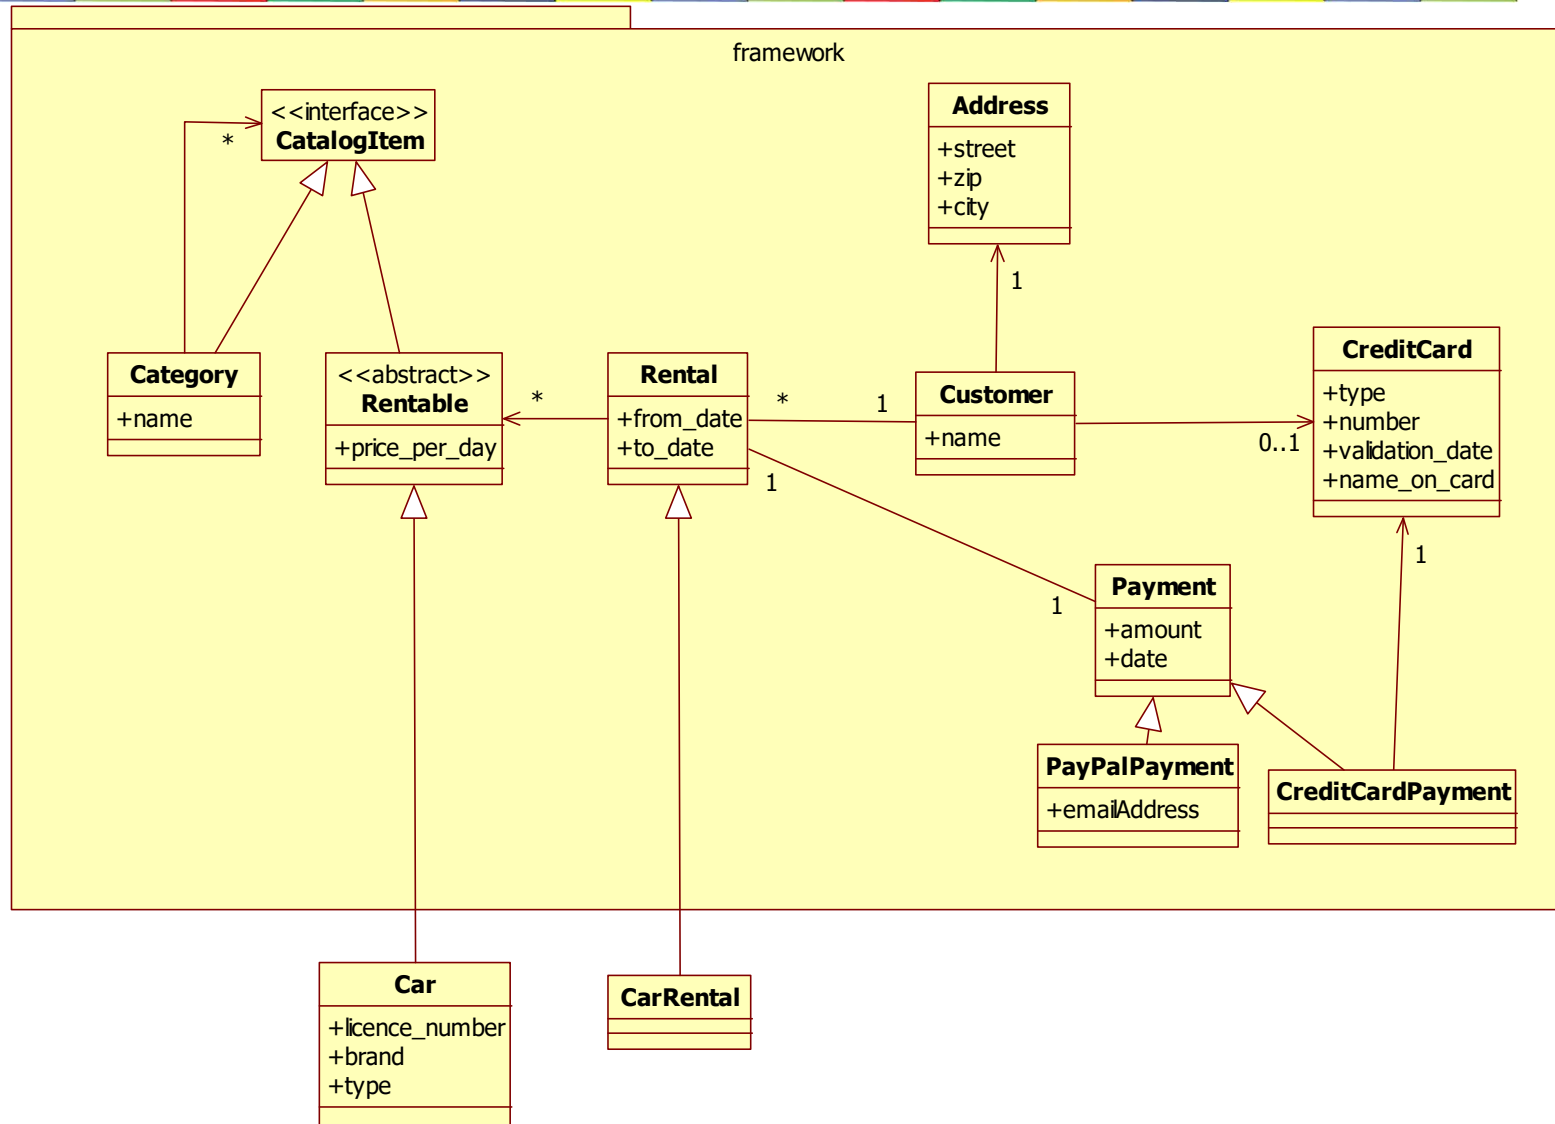 framework
<<interface>>
CatalogItem
*
Address
+street
+zip
+city
1
Category
+name
<<abstract>>
Rentable
+price_per_day
*
Rental
+from_date
+to_date
*
1
1
Customer
+name
0..1
CreditCard
+type
+number
+validation_date
+name_on_card
1
1
Payment
+amount
+date
PayPalPayment
+emailAddress
CreditCardPayment
Car
+licence_number
+brand
+type
CarRental